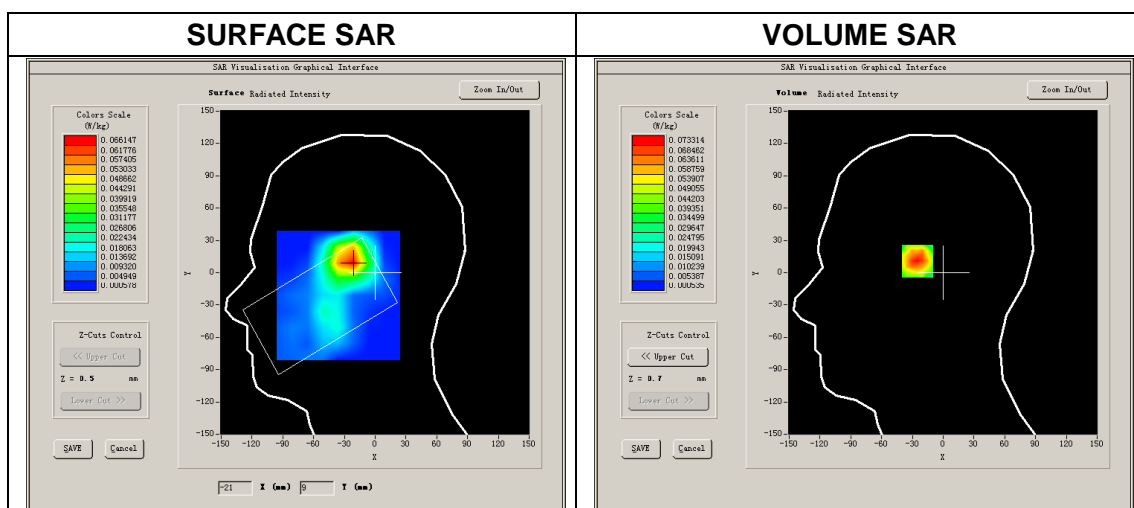 SURFACE SAR
VOLUME SAR
SAR Visualisation Graphical Interface
Surface Radiated Intensity
Zoom In/Out
Colors Scale
(W/kg)
0.066147
0.061776
0.057405
0.053033
0.048662
0.044291
0.039919
0.035548
0.031177
0.026806
0.022434
0.018063
0.013692
0.009320
0.004949
0.000578
Z-Cuts Control
<< Upper Cut
Z = 0.5 mm
Lower Cut >>
SAVE
Cancel
150
120
90
60
30
0
-30
-60
-90
-120
-150
Y
-150 -120 -90 -60 -30 0 30 60 90 120 150
X
-21 X (mm) 9 Y (mm)
SAR Visualisation Graphical Interface
Volume Radiated Intensity
Zoom In/Out
Colors Scale
(W/kg)
0.073314
0.068462
0.063611
0.058759
0.053907
0.049055
0.044203
0.039351
0.034499
0.029647
0.024795
0.019943
0.015091
0.010239
0.005387
0.000535
Z-Cuts Control
<< Upper Cut
Z = 0.7 mm
Lower Cut >>
SAVE
Cancel
150
120
90
60
30
0
-30
-60
-90
-120
-150
Y
-150 -120 -90 -60 -30 0 30 60 90 120 150
X